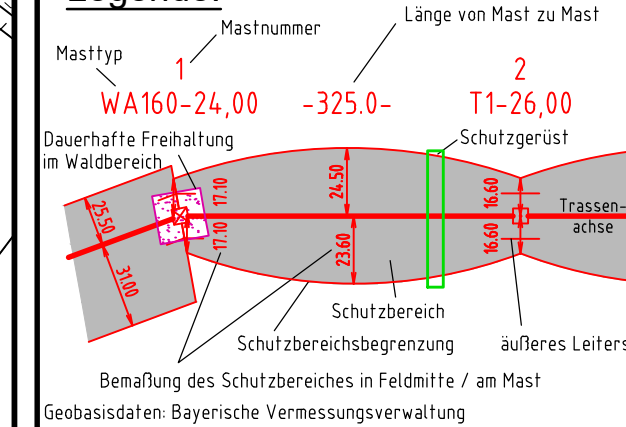 Legende:
Länge von Mast zu Mast
Mastnummer
Masttyp
1
2
WA160-24,00
-325.0-
T1-26,00
Dauerhafte Freihaltung
im Waldbereich
Schutzgerüst
17.10
24.50
16.60
25.50
Trassen-
achse
17.10
23.60
16.60
31.00
Schutzbereich
Schutzbereichsbegrenzung
äußeres Leiters
Bemaßung des Schutzbereiches in Feldmitte / am Mast
Geobasisdaten: Bayerische Vermessungsverwaltung